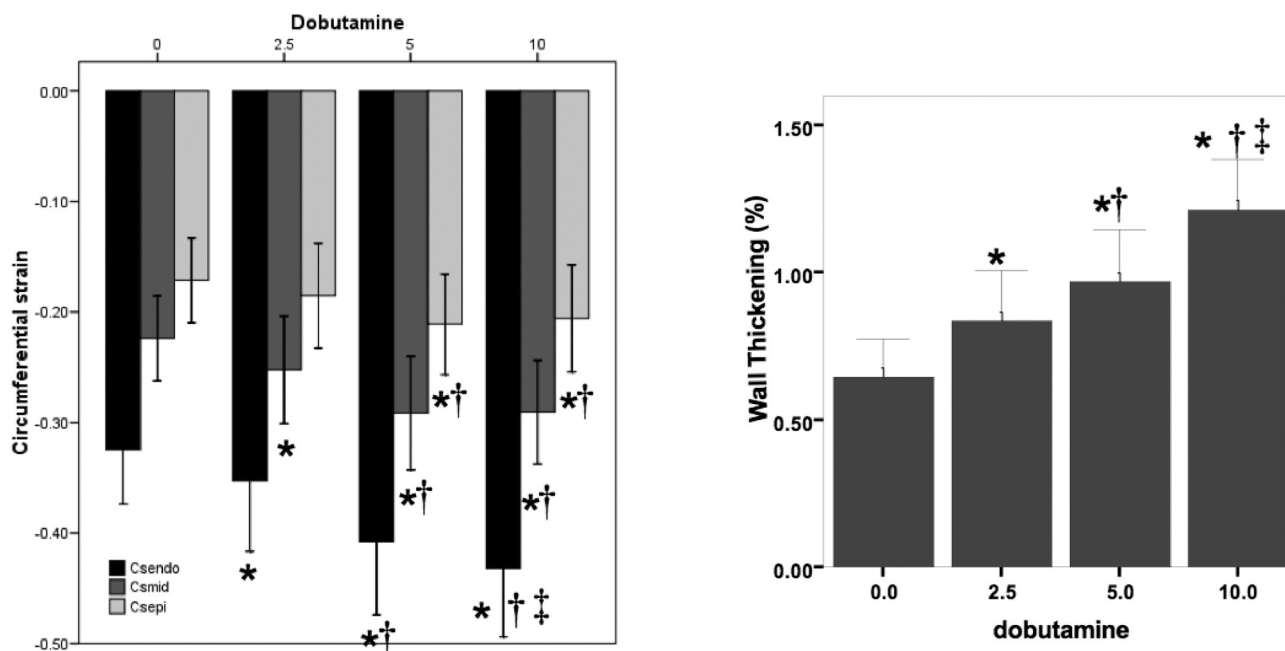 Dobutamine
0 2.5 5 10
0.00
-0.10
-0.20
-0.30
-0.40
-0.50
Circumferential strain
Csendo
Csmid
Csepi
*
*
*†
*†
*†
* † ‡
*†
*†
Wall Thickening (%)
1.50
1.00
0.50
0.00
*
*†
* † ‡
0.0 2.5 5.0 10.0
dobutamine